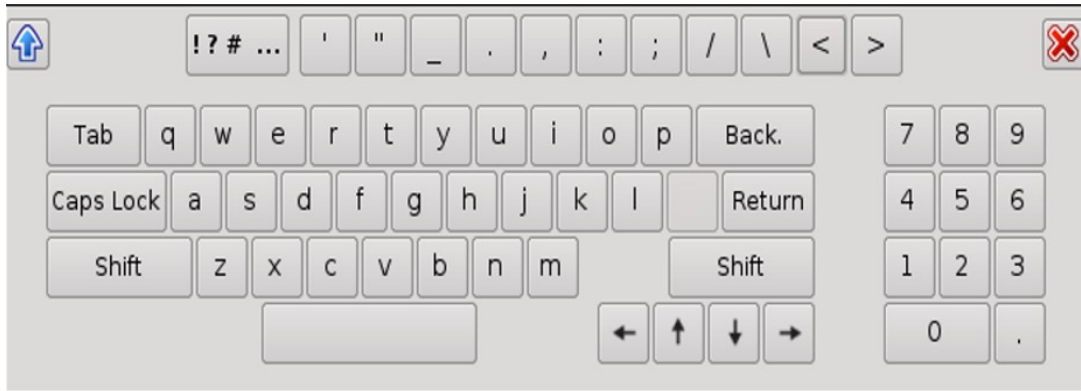 ! ? # ... ' " _ . , : ; / \ < >
Tab q w e r t y u i o p Back. 7 8 9
Caps Lock a s d f g h j k l Return 4 5 6
Shift z x c v b n m Shift 1 2 3
← ↑ ↓ → 0 .